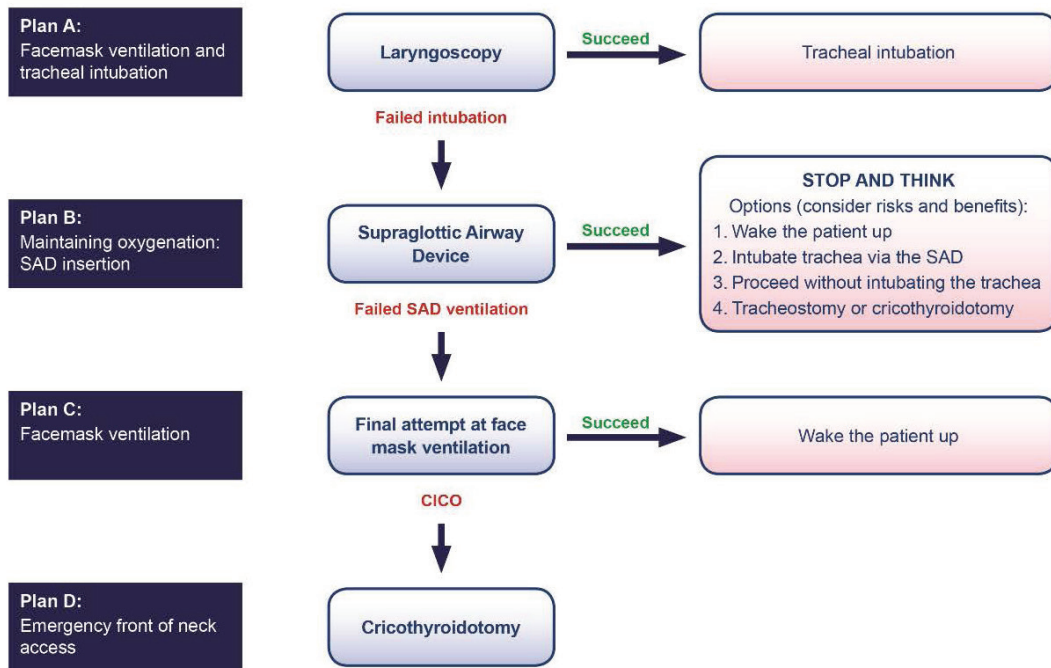 Plan A:
Facemask ventilation and
tracheal intubation
Laryngoscopy
Succeed
Tracheal intubation
Failed intubation
Plan B:
Maintaining oxygenation:
SAD insertion
Supraglottic Airway
Device
Succeed
STOP AND THINK
Options (consider risks and benefits):
1. Wake the patient up
2. Intubate trachea via the SAD
3. Proceed without intubating the trachea
4. Tracheostomy or cricothyroidotomy
Failed SAD ventilation
Plan C:
Facemask ventilation
Final attempt at face
mask ventilation
Succeed
Wake the patient up
CICO
Plan D:
Emergency front of neck
access
Cricothyroidotomy